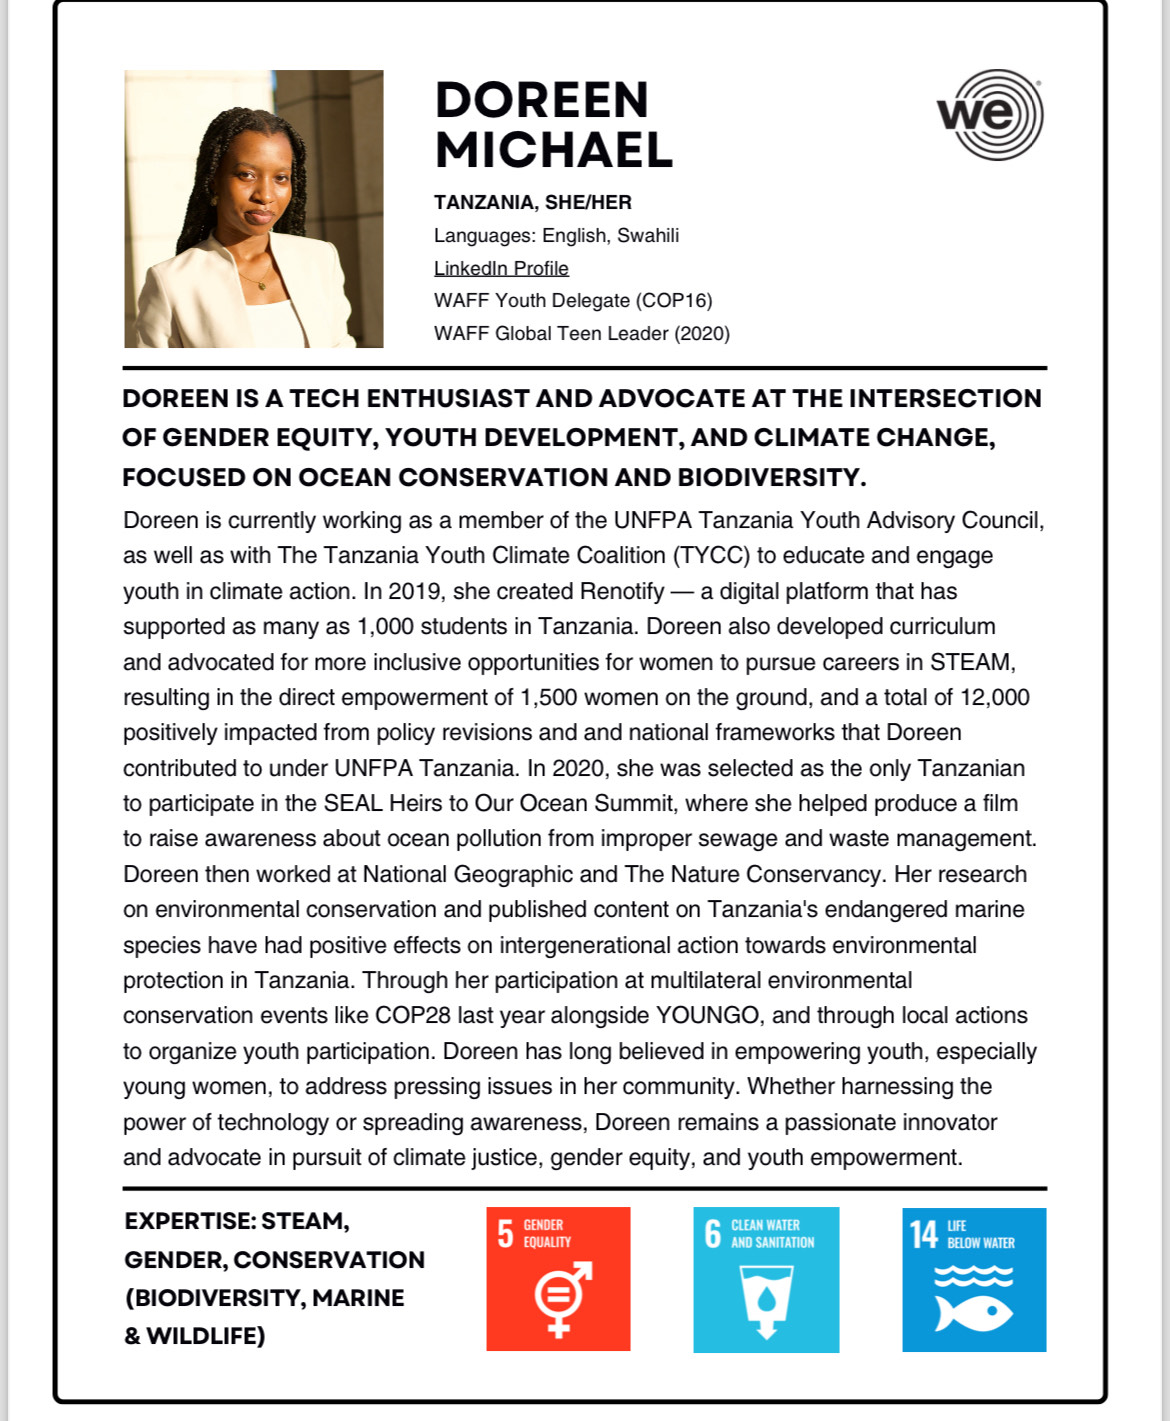 DOREEN
MICHAEL
we
TANZANIA, SHE/HER
Languages: English, Swahili
LinkedIn Profile
WAFF Youth Delegate (COP16)
WAFF Global Teen Leader (2020)
DOREEN IS A TECH ENTHUSIAST AND ADVOCATE AT THE INTERSECTION
OF GENDER EQUITY, YOUTH DEVELOPMENT, AND CLIMATE CHANGE,
FOCUSED ON OCEAN CONSERVATION AND BIODIVERSITY.
Doreen is currently working as a member of the UNFPA Tanzania Youth Advisory Council,
as well as with The Tanzania Youth Climate Coalition (TYCC) to educate and engage
youth in climate action. In 2019, she created Renotify — a digital platform that has
supported as many as 1,000 students in Tanzania. Doreen also developed curriculum
and advocated for more inclusive opportunities for women to pursue careers in STEAM,
resulting in the direct empowerment of 1,500 women on the ground, and a total of 12,000
positively impacted from policy revisions and and national frameworks that Doreen
contributed to under UNFPA Tanzania. In 2020, she was selected as the only Tanzanian
to participate in the SEAL Heirs to Our Ocean Summit, where she helped produce a film
to raise awareness about ocean pollution from improper sewage and waste management.
Doreen then worked at National Geographic and The Nature Conservancy. Her research
on environmental conservation and published content on Tanzania's endangered marine
species have had positive effects on intergenerational action towards environmental
protection in Tanzania. Through her participation at multilateral environmental
conservation events like COP28 last year alongside YOUNGO, and through local actions
to organize youth participation. Doreen has long believed in empowering youth, especially
young women, to address pressing issues in her community. Whether harnessing the
power of technology or spreading awareness, Doreen remains a passionate innovator
and advocate in pursuit of climate justice, gender equity, and youth empowerment.
EXPERTISE: STEAM,
GENDER, CONSERVATION
(BIODIVERSITY, MARINE
& WILDLIFE)
5 GENDER
EQUALITY
6 CLEAN WATER
AND SANITATION
14 LIFE
BELOW WATER